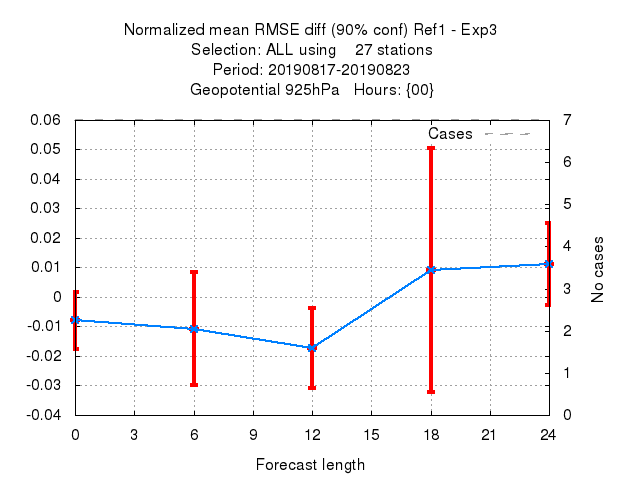 Normalized mean RMSE diff (90% conf) Ref1 - Exp3
Selection: ALL using    27 stations
Period: 20190817-20190823
Geopotential 925hPa   Hours: {00}
Cases
0.06
0.05
0.04
0.03
0.02
0.01
0
-0.01
-0.02
-0.03
-0.04
7
6
5
4
3
2
1
0
No cases
0 3 6 9 12 15 18 21 24
Forecast length